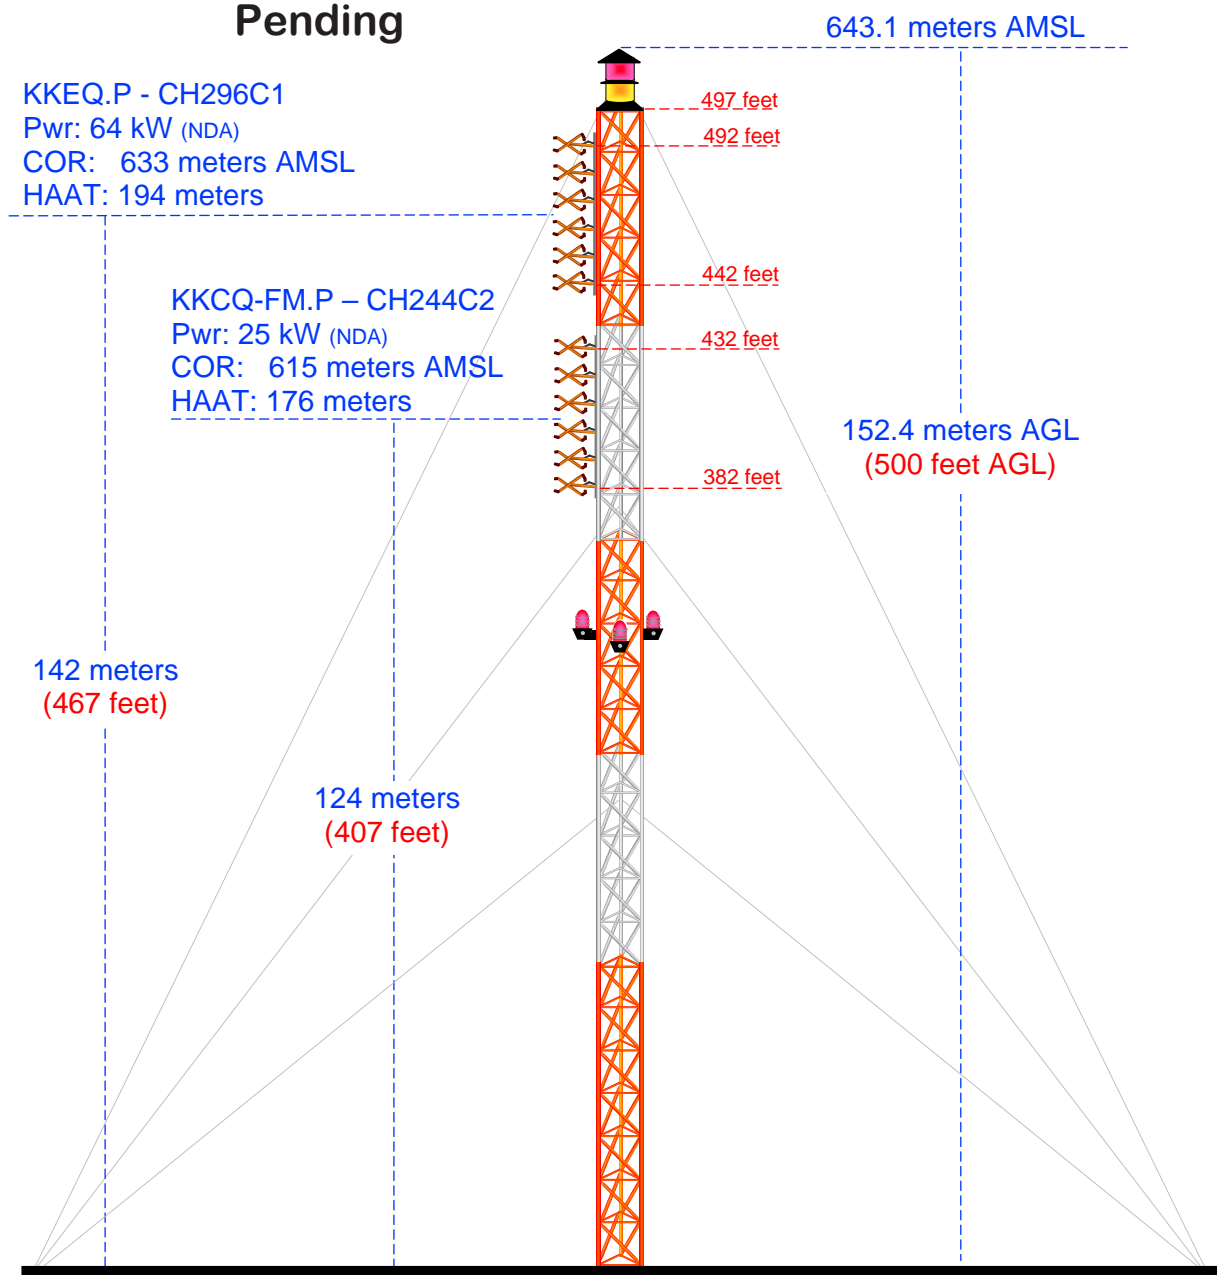 Pending
643.1 meters AMSL
KKEQ.P - CH296C1
Pwr: 64 kW (NDA)
COR: 633 meters AMSL
HAAT: 194 meters
497 feet
492 feet
442 feet
KKCQ-FM.P – CH244C2
Pwr: 25 kW (NDA)
COR: 615 meters AMSL
HAAT: 176 meters
432 feet
382 feet
152.4 meters AGL
(500 feet AGL)
142 meters
(467 feet)
124 meters
(407 feet)